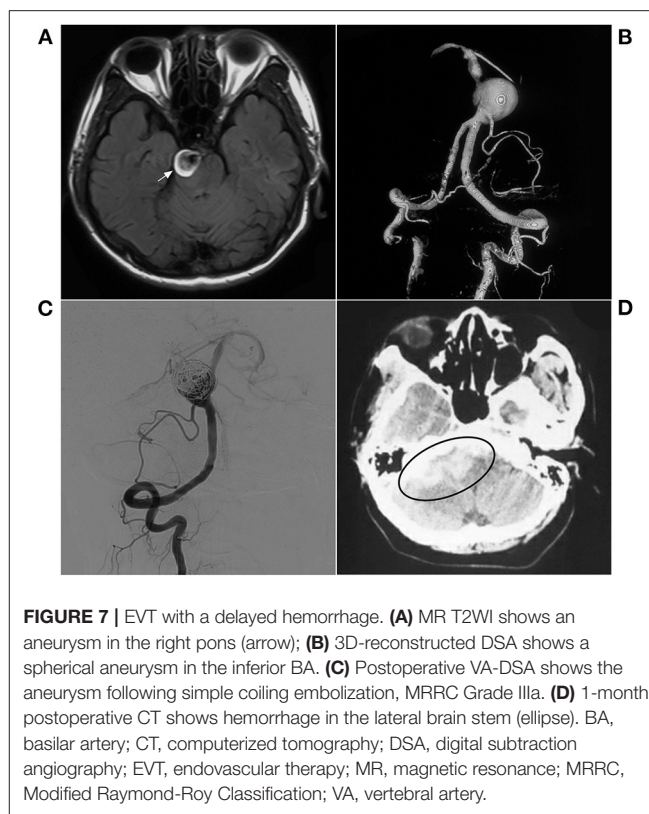 A
B
C
D
FIGURE 7 | EVT with a delayed hemorrhage. (A) MR T2WI shows an
aneurysm in the right pons (arrow); (B) 3D-reconstructed DSA shows a
spherical aneurysm in the inferior BA. (C) Postoperative VA-DSA shows the
aneurysm following simple coiling embolization, MRRC Grade IIIa. (D) 1-month
postoperative CT shows hemorrhage in the lateral brain stem (ellipse). BA,
basilar artery; CT, computerized tomography; DSA, digital subtraction
angiography; EVT, endovascular therapy; MR, magnetic resonance; MRRC,
Modified Raymond-Roy Classification; VA, vertebral artery.